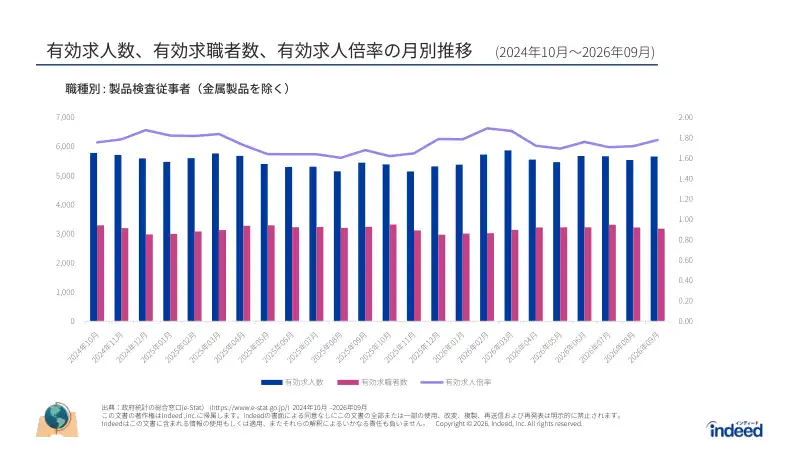 有効求人数、有効求職者数、有効求人倍率の月別推移 (2024年10月～2026年09月)
職種別 : 製品検査従事者（金属製品を除く）
7,000
6,000
5,000
4,000
3,000
2,000
1,000
0
2.00
1.80
1.60
1.40
1.20
1.00
0.80
0.60
0.40
0.20
0.00
2024年10月
2024年11月
2024年12月
2025年01月
2025年02月
2025年03月
2025年04月
2025年05月
2025年06月
2025年07月
2025年08月
2025年09月
2025年10月
2025年11月
2025年12月
2026年01月
2026年02月
2026年03月
2026年04月
2026年05月
2026年06月
2026年07月
2026年08月
2026年09月
有効求人数 有効求職者数 有効求人倍率
出典：政府統計の総合窓口(e-Stat) (https://www.e-stat.go.jp/) 2024年10月 –2026年09月
この文書の著作権はIndeed ,inc に帰属します。Indeedの書面による同意なしにこの文書の全部または一部の使用、改変、複製、再送信および再発表は明示的に禁止されます。
Indeedはこの文書に含まれる情報の使用もしくは適用、またそれらの解釈によるいかなる責任も負いません。 Copyright © 2026, Indeed, Inc. All rights reserved.
インディード
indeed